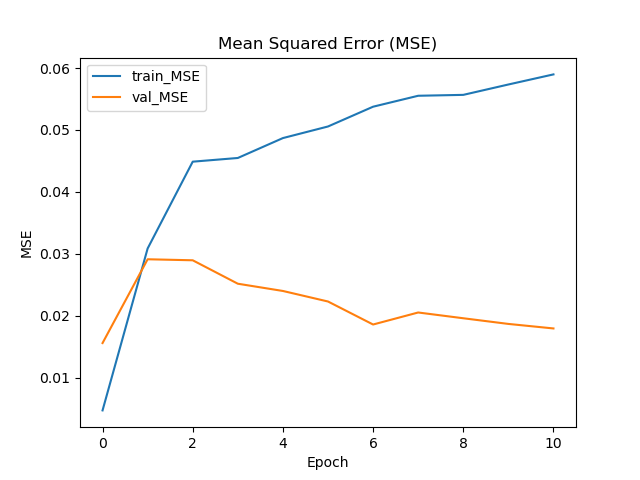 Mean Squared Error (MSE)
train_MSE
val_MSE
0.06
0.05
0.04
0.03
0.02
0.01
MSE
0 2 4 6 8 10
Epoch